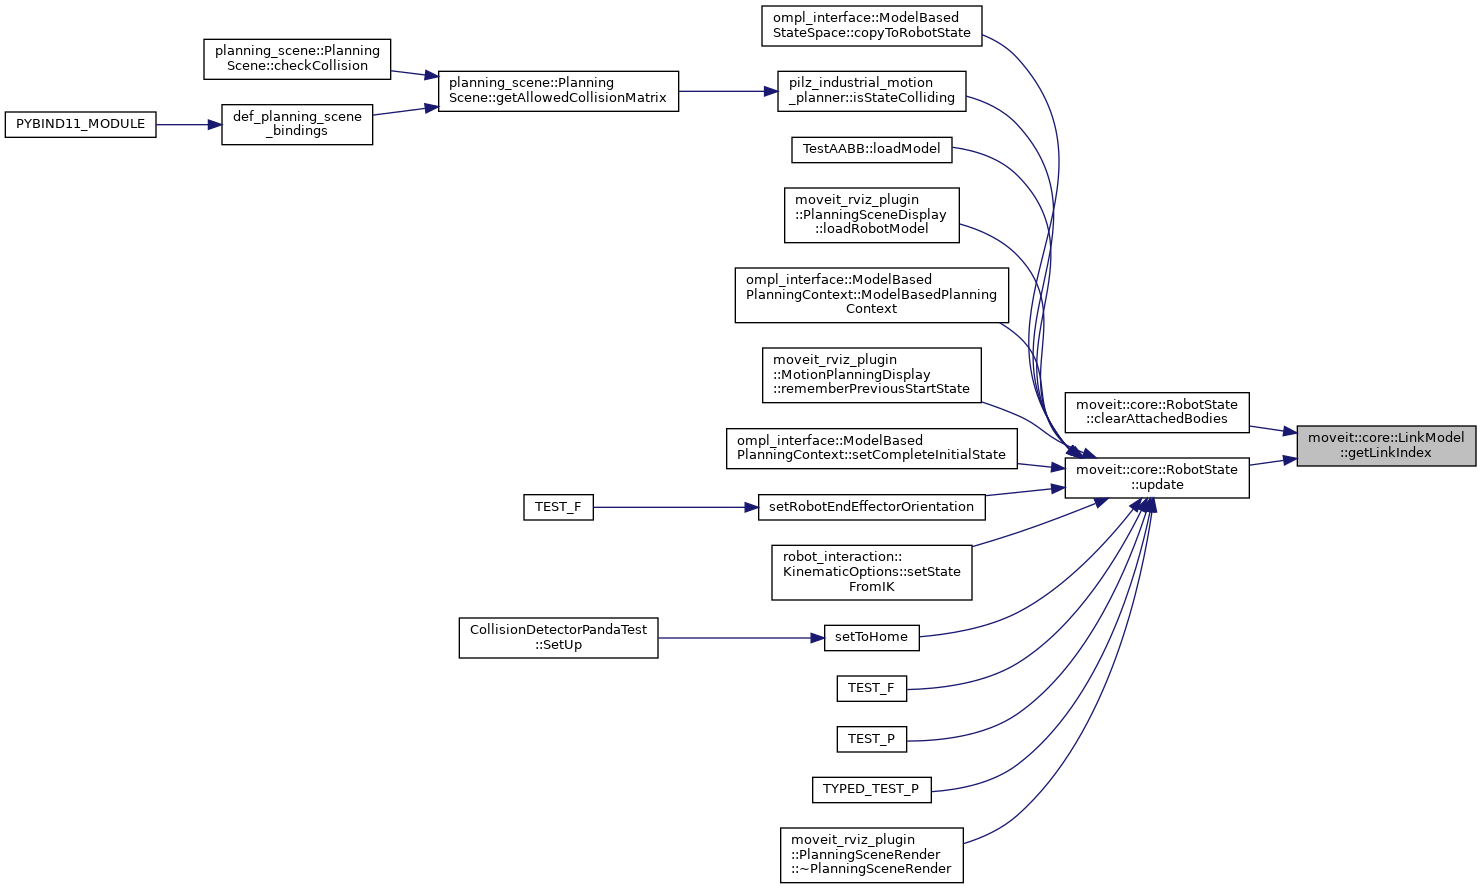 ompl_interface::ModelBased
StateSpace::copyToRobotState
planning_scene::Planning
Scene::checkCollision
planning_scene::Planning
Scene::getAllowedCollisionMatrix
pilz_industrial_motion
_planner::isStateColliding
PYBIND11_MODULE
def_planning_scene
_bindings
TestAABB::loadModel
moveit_rviz_plugin
::PlanningSceneDisplay
::loadRobotModel
ompl_interface::ModelBased
PlanningContext::ModelBasedPlanning
Context
moveit_rviz_plugin
::MotionPlanningDisplay
::rememberPreviousStartState
moveit::core::RobotState
::clearAttachedBodies
moveit::core::LinkModel
::getLinkIndex
ompl_interface::ModelBased
PlanningContext::setCompleteInitialState
moveit::core::RobotState
::update
TEST_F
setRobotEndEffectorOrientation
robot_interaction::
KinematicOptions::setState
FromIK
CollisionDetectorPandaTest
::SetUp
setToHome
TEST_F
TEST_P
TYPED_TEST_P
moveit_rviz_plugin
::PlanningSceneRender
::~PlanningSceneRender